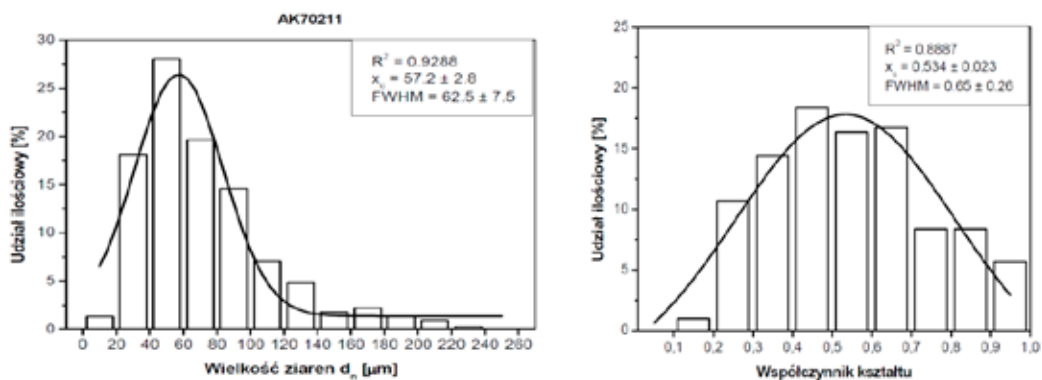 AK70211
30
25
20
15
10
5
0
Udział ilościowy [%]
R² = 0.9288
x_c = 57.2 ± 2.8
FWHM = 62.5 ± 7.5
0 20 40 60 80 100 120 140 160 180 200 220 240 260
Wielkość ziaren d_n [µm]
25
20
15
10
5
0
Udział ilościowy [%]
R² = 0.8887
x_c = 0.534 ± 0.023
FWHM = 0.65 ± 0.26
0,1 0,2 0,3 0,4 0,5 0,6 0,7 0,8 0,9 1,0
Współczynnik kształtu